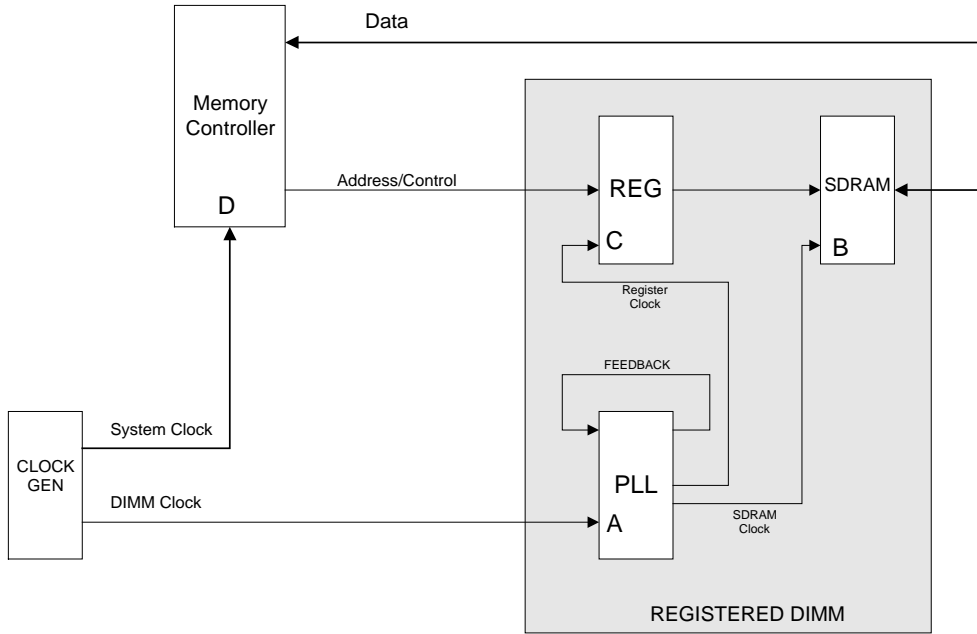 Data
Memory
Controller
D
Address/Control
REG
C
SDRAM
B
Register
Clock
FEEDBACK
System Clock
CLOCK
GEN
DIMM Clock
PLL
A
SDRAM
Clock
REGISTERED DIMM